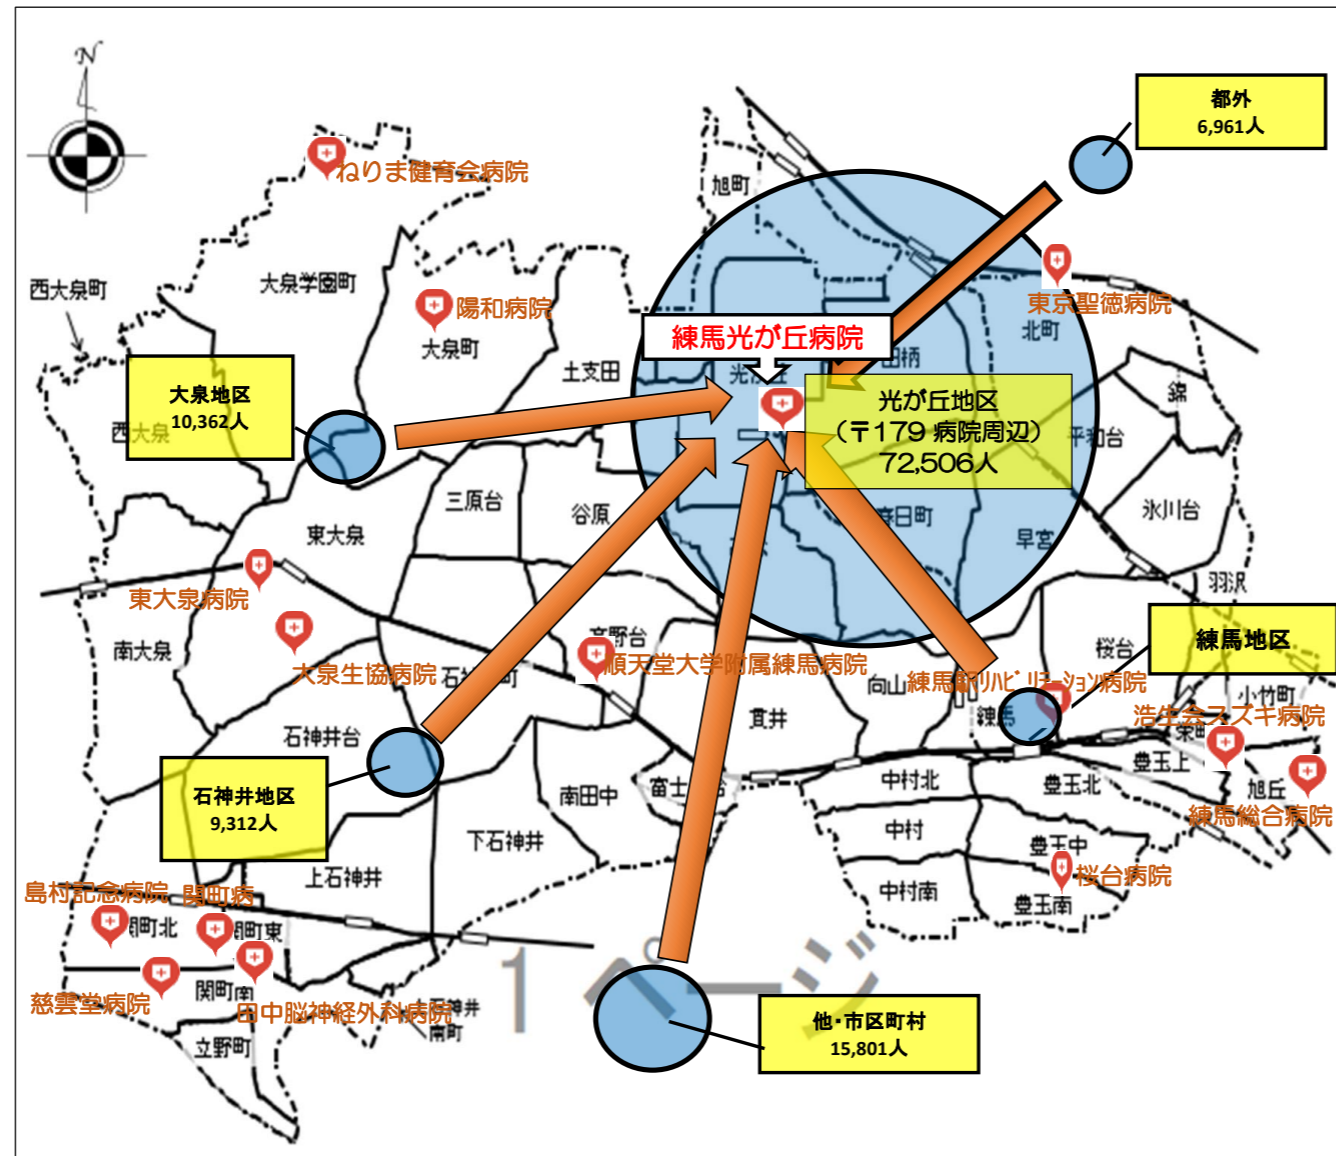 N
都外
6,961人
旭町
ねりま健育会病院
東京聖徳病院
北町
西大泉町
大泉学園町
陽和病院
大泉町
土支田
練馬光が丘病院
田柄
光が丘地区
(〒179 病院周辺)
72,506人
平和台
大泉地区
10,362人
西大泉
三原台
谷原
春日町
氷川台
早宮
東大泉
羽沢
東大泉病院
南大泉
大泉生協病院
高野台
順天堂大学附属練馬病院
練馬地区
桜台
向山
練馬駅リハビリテーション病院
練馬
小竹町
浩生会スズキ病院
栄町
石神井台
貫井
石神井地区
9,312人
南田中
中村北
豊玉北
豊玉上
旭丘
練馬総合病院
下石神井
中村
豊玉中
上石神井
中村南
豊玉南
桜台病院
島村記念病院
関町病
関町北
関町東
慈雲堂病院
関町南
田中脳神経外科病院
立野町
1ページ
他・市区町村
15,801人